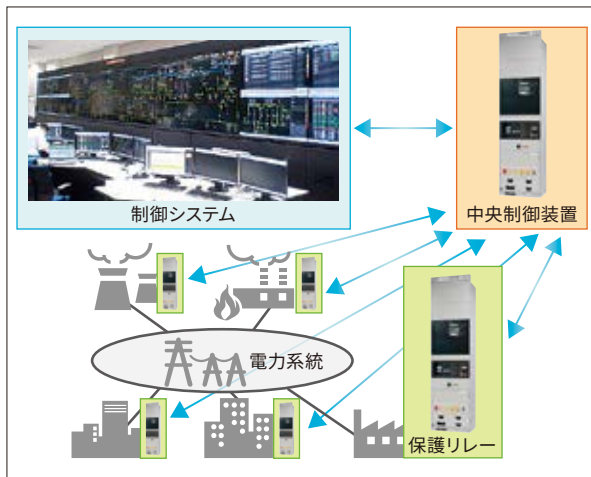 制御システム
中央制御装置
電力系統
保護リレー